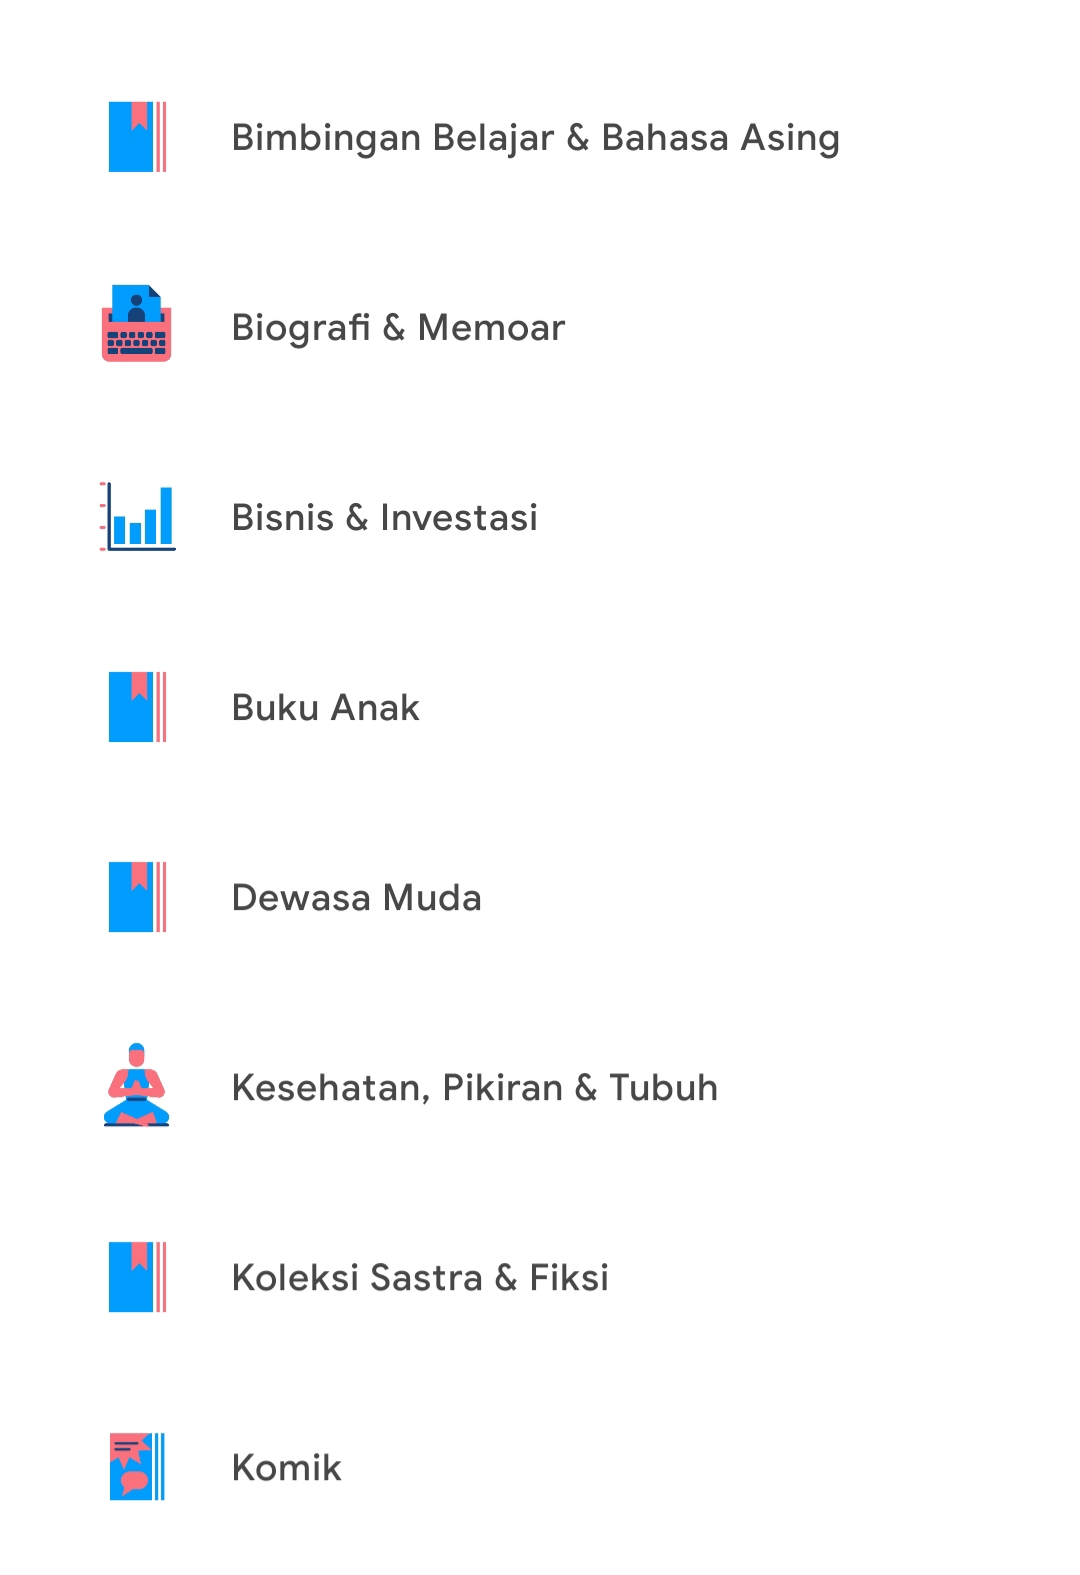 Bimbingan Belajar & Bahasa Asing
Biografi & Memoar
Bisnis & Investasi
Buku Anak
Dewasa Muda
Kesehatan, Pikiran & Tubuh
Koleksi Sastra & Fiksi
Komik